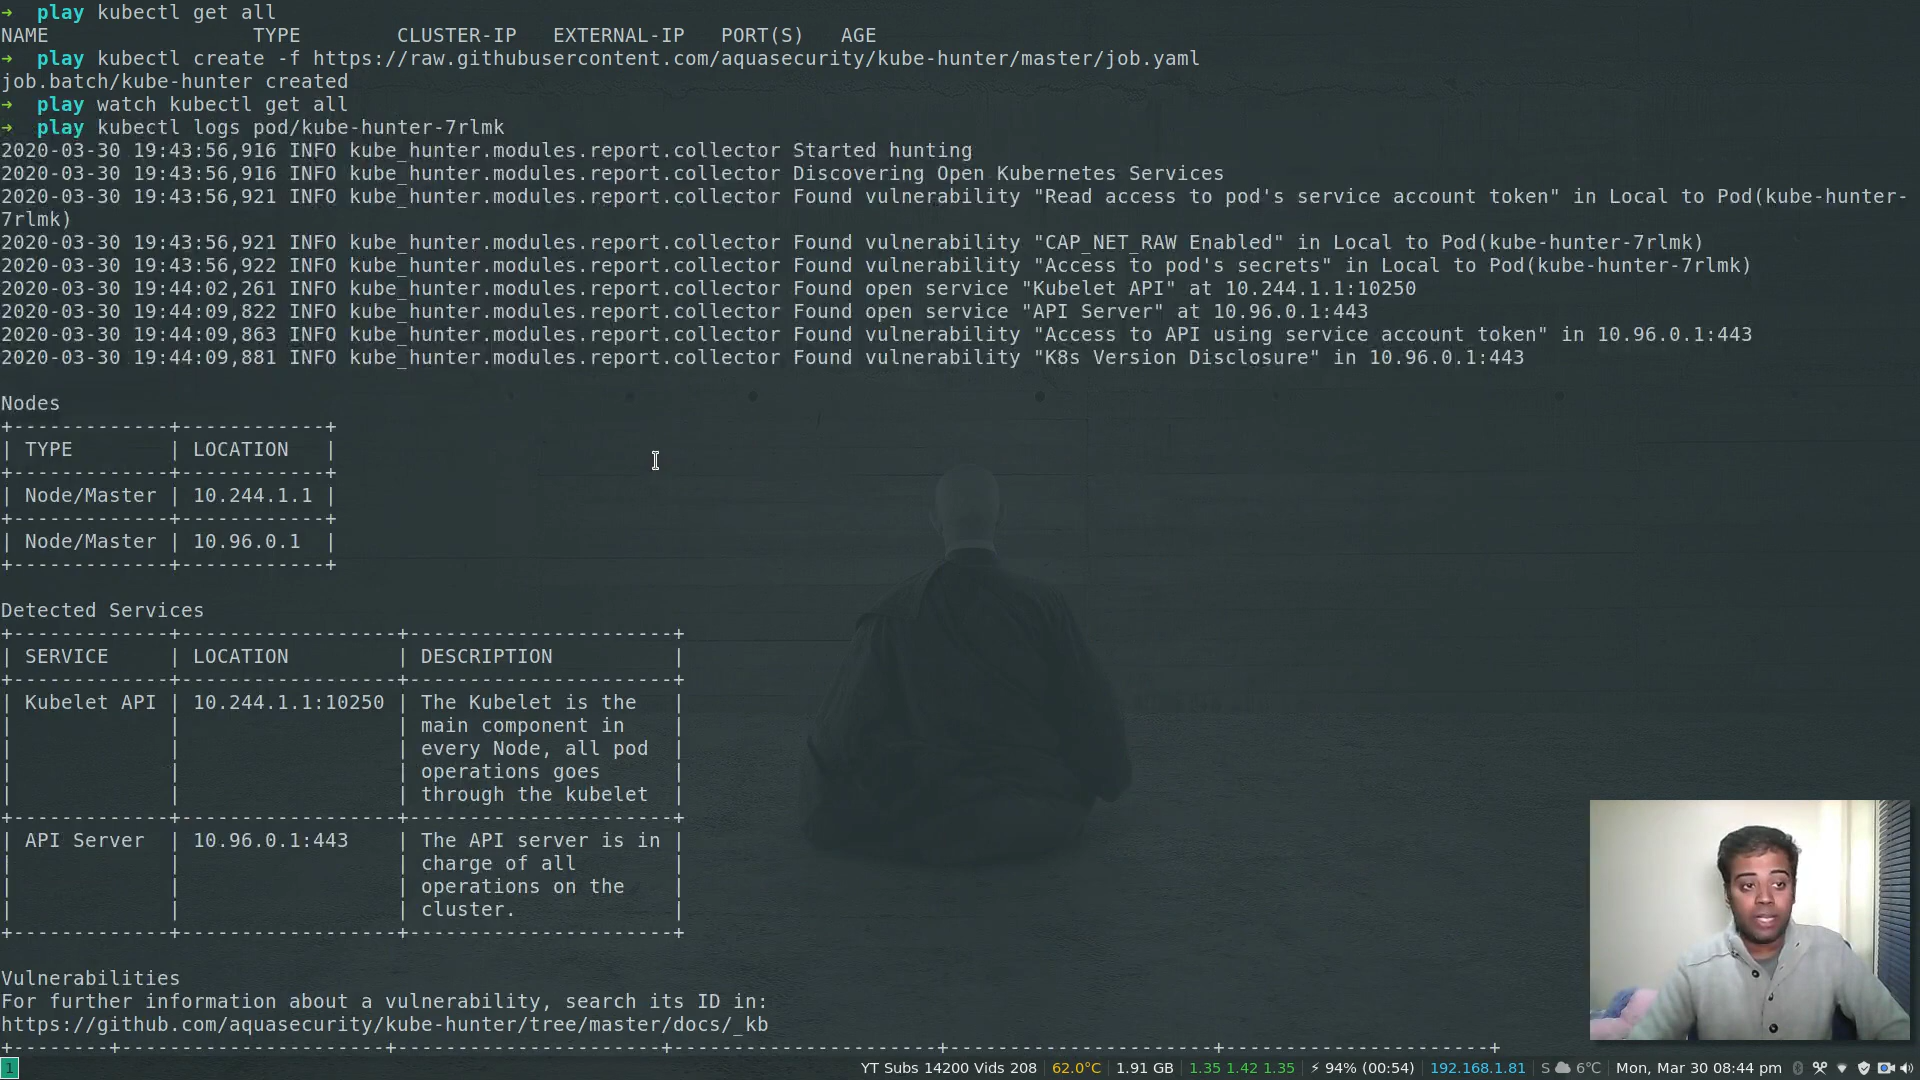 → play kubectl get all
NAME TYPE CLUSTER-IP EXTERNAL-IP PORT(S) AGE
→ play kubectl create -f https://raw.githubusercontent.com/aquasecurity/kube-hunter/master/job.yaml
job.batch/kube-hunter created
→ play watch kubectl get all
→ play kubectl logs pod/kube-hunter-7rlmk
2020-03-30 19:43:56,916 INFO kube_hunter.modules.report.collector Started hunting
2020-03-30 19:43:56,916 INFO kube_hunter.modules.report.collector Discovering Open Kubernetes Services
2020-03-30 19:43:56,921 INFO kube_hunter.modules.report.collector Found vulnerability "Read access to pod's service account token" in Local to Pod(kube-hunter-
7rlmk)
2020-03-30 19:43:56,921 INFO kube_hunter.modules.report.collector Found vulnerability "CAP_NET_RAW Enabled" in Local to Pod(kube-hunter-7rlmk)
2020-03-30 19:43:56,922 INFO kube_hunter.modules.report.collector Found vulnerability "Access to pod's secrets" in Local to Pod(kube-hunter-7rlmk)
2020-03-30 19:44:02,261 INFO kube_hunter.modules.report.collector Found open service "Kubelet API" at 10.244.1.1:10250
2020-03-30 19:44:09,822 INFO kube_hunter.modules.report.collector Found open service "API Server" at 10.96.0.1:443
2020-03-30 19:44:09,863 INFO kube_hunter.modules.report.collector Found vulnerability "Access to API using service account token" in 10.96.0.1:443
2020-03-30 19:44:09,881 INFO kube_hunter.modules.report.collector Found vulnerability "K8s Version Disclosure" in 10.96.0.1:443
Nodes
+-------------+------------+
| TYPE | LOCATION |
+-------------+------------+
| Node/Master | 10.244.1.1 |
+-------------+------------+
| Node/Master | 10.96.0.1 |
+-------------+------------+
Detected Services
+-------------+------------------+----------------------+
| SERVICE | LOCATION | DESCRIPTION |
+-------------+------------------+----------------------+
| Kubelet API | 10.244.1.1:10250 | The Kubelet is the |
| | | main component in |
| | | every Node, all pod |
| | | operations goes |
| | | through the kubelet |
+-------------+------------------+----------------------+
| API Server | 10.96.0.1:443 | The API server is in |
| | | charge of all |
| | | operations on the |
| | | cluster. |
+-------------+------------------+----------------------+
Vulnerabilities
For further information about a vulnerability, search its ID in:
https://github.com/aquasecurity/kube-hunter/tree/master/docs/_kb
+--------+----------------------+----------------------+----------------------+----------------------+----------------------+
1 YT Subs 14200 Vids 208 62.0°C 1.91 GB 1.35 1.42 1.35 ⚡ 94% (00:54) 192.168.1.81 S 6℃ Mon, Mar 30 08:44 pm